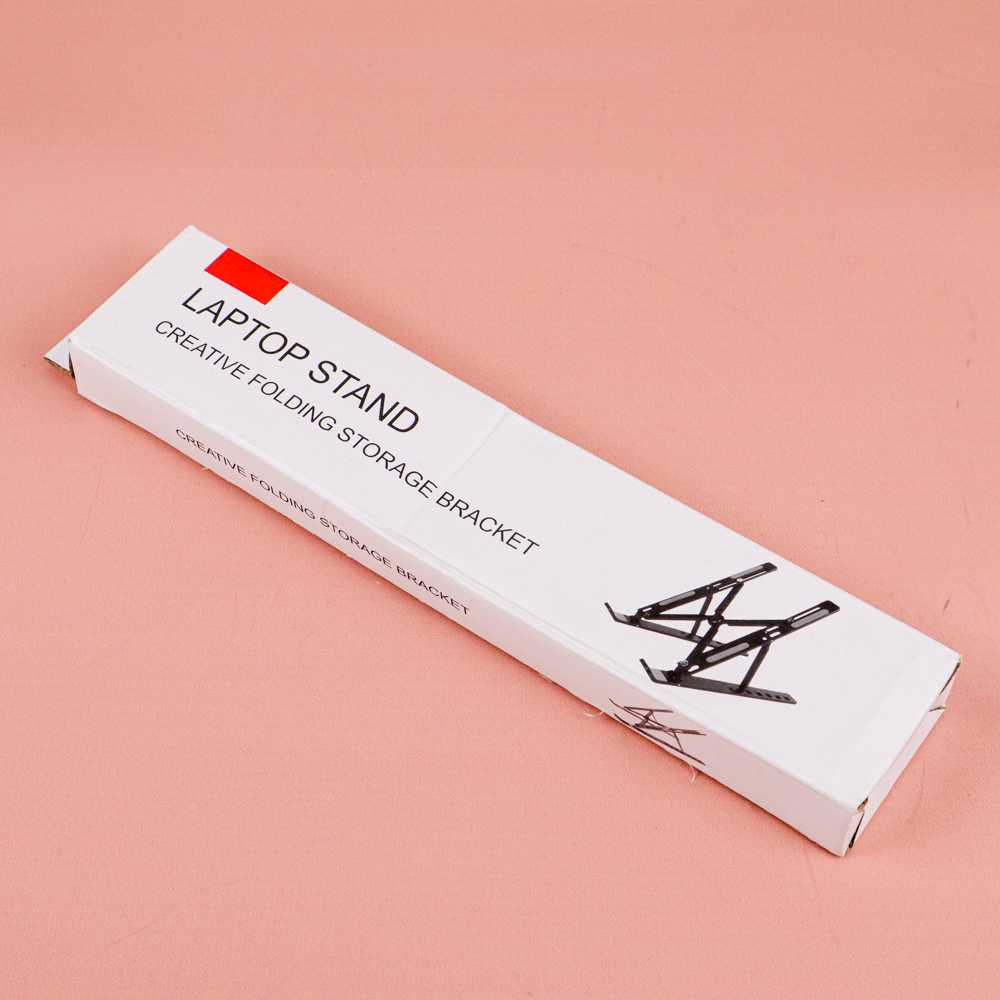 LAPTOP STAND
CREATIVE FOLDING STORAGE BRACKET
CREATIVE FOLDING STORAGE BRACKET